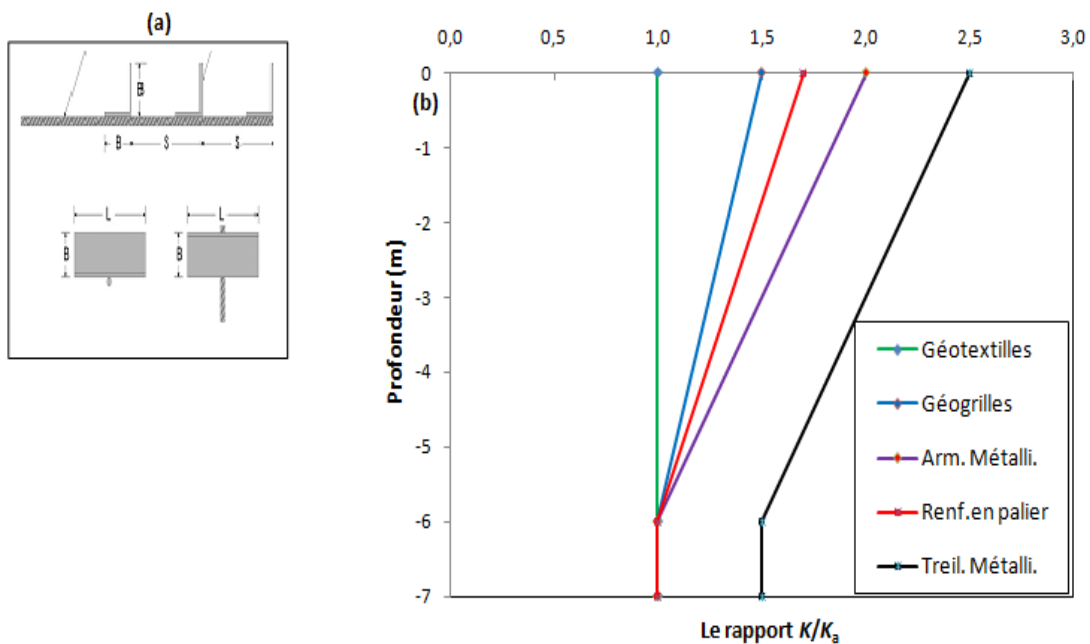 (a)
B
B S s
L L
B B
0,0 0,5 1,0 1,5 2,0 2,5 3,0
(b)
0
-1
-2
-3
-4
-5
-6
-7
Profondeur (m)
Géotextilles
Géogrilles
Arm. Métalli.
Renf.en palier
Treil. Métalli.
Le rapport K/Ka